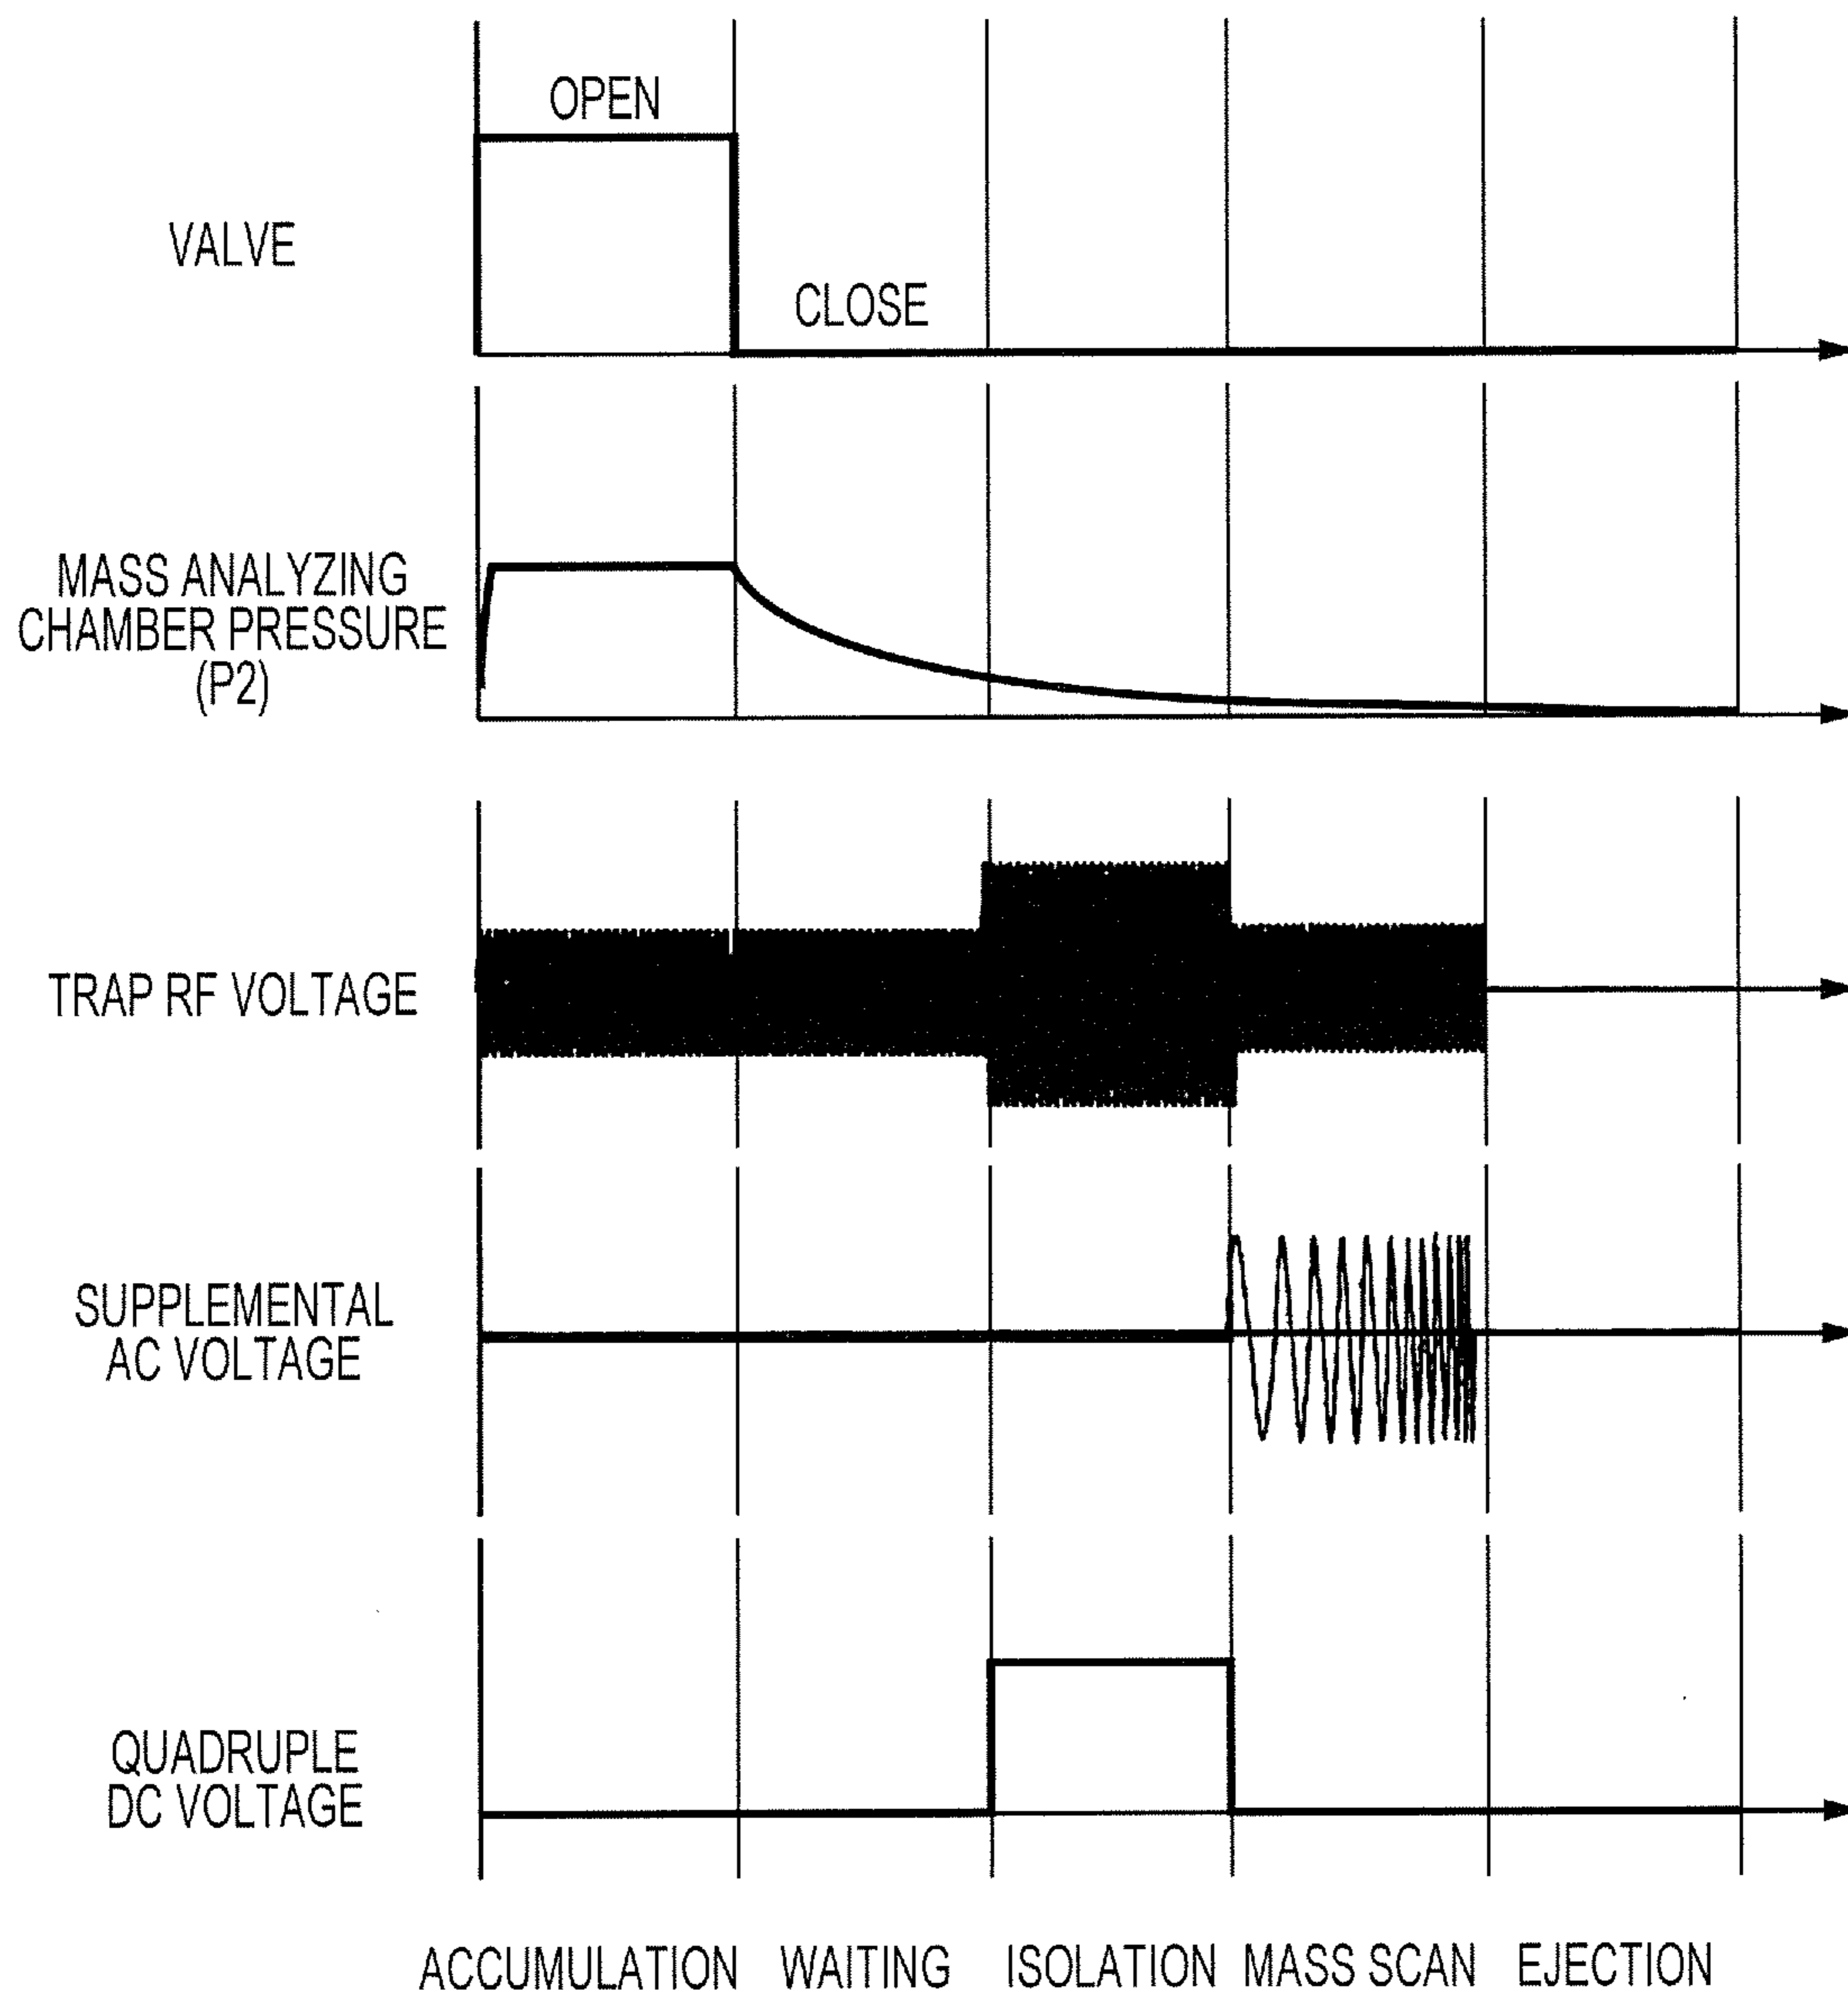 OPEN
VALVE
CLOSE
MASS ANALYZING
CHAMBER PRESSURE
(P2)
TRAP RF VOLTAGE
SUPPLEMENTAL
AC VOLTAGE
QUADRUPLE
DC VOLTAGE
ACCUMULATION WAITING ISOLATION MASS SCAN EJECTION